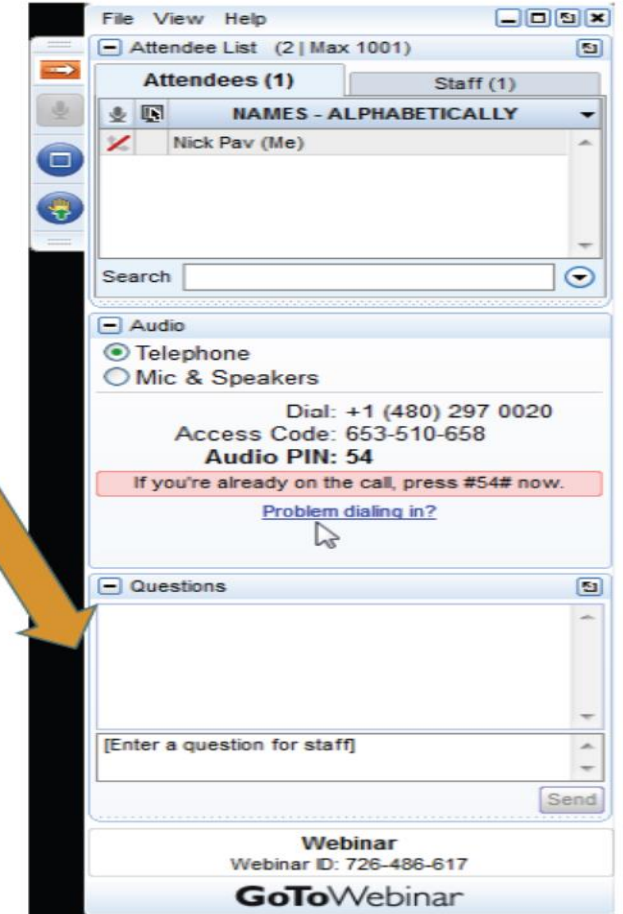 File View Help
Attendee List (2 | Max 1001)
Attendees (1) Staff (1)
NAMES - ALPHABETICALLY
Nick Pav (Me)
Search
Audio
Telephone
Mic & Speakers
Dial: +1 (480) 297 0020
Access Code: 653-510-658
Audio PIN: 54
If you're already on the call, press #54# now.
Problem dialing in?
Questions
[Enter a question for staff]
Send
Webinar
Webinar ID: 726-486-617
GoToWebinar